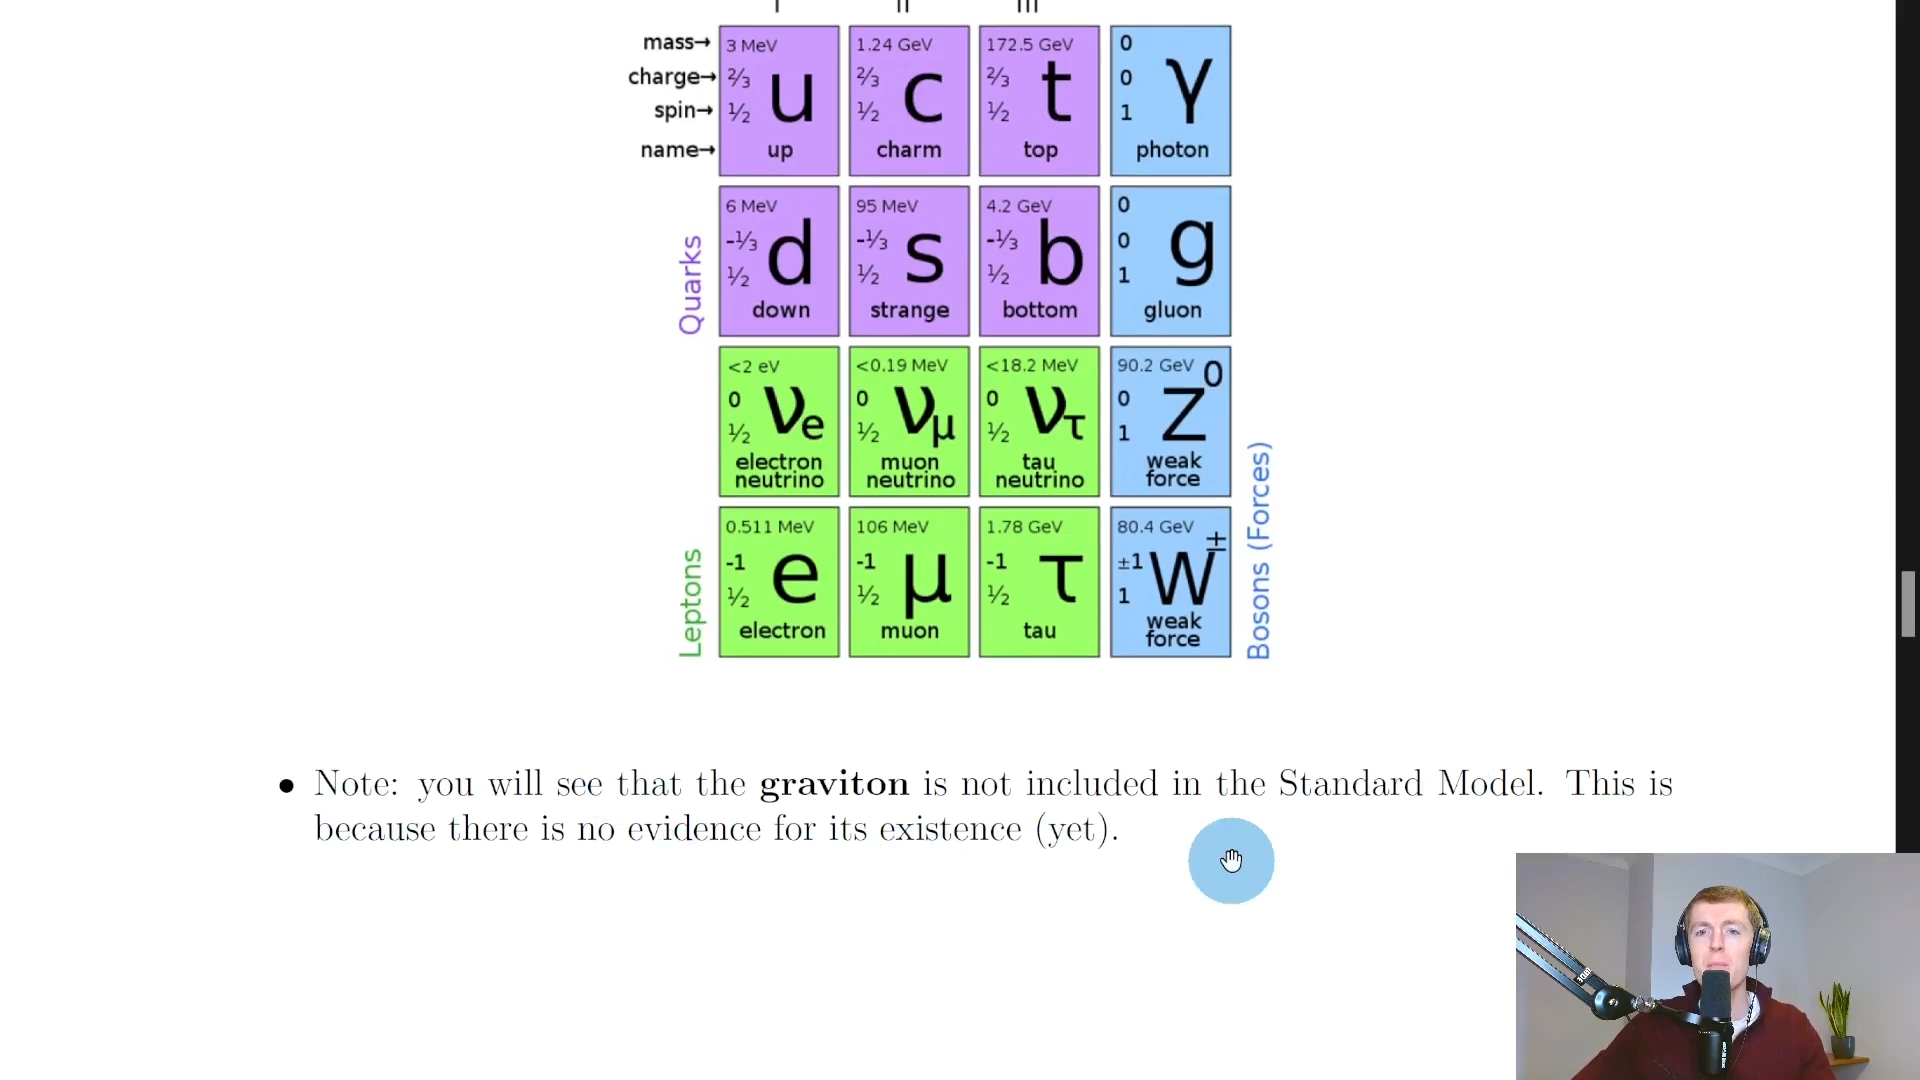 I II III
mass→ 3 MeV 1.24 GeV 172.5 GeV 0
charge→ ⅔ ⅔ ⅔ 0
spin→ ½ ½ ½ 1
u c t γ
name→ up charm top photon
6 MeV 95 MeV 4.2 GeV 0
-⅓ -⅓ -⅓ 0
½ ½ ½ 1
d s b g
down strange bottom gluon
Quarks
<2 eV <0.19 MeV <18.2 MeV 90.2 GeV
0 0 0 0
½ ½ ½ 1
νe νμ ντ Z⁰
electron muon tau weak
neutrino neutrino neutrino force
0.511 MeV 106 MeV 1.78 GeV 80.4 GeV
-1 -1 -1 ±1
½ ½ ½ 1
e μ τ W±
electron muon tau weak
force
Leptons
Bosons (Forces)
• Note: you will see that the graviton is not included in the Standard Model. This is
because there is no evidence for its existence (yet).